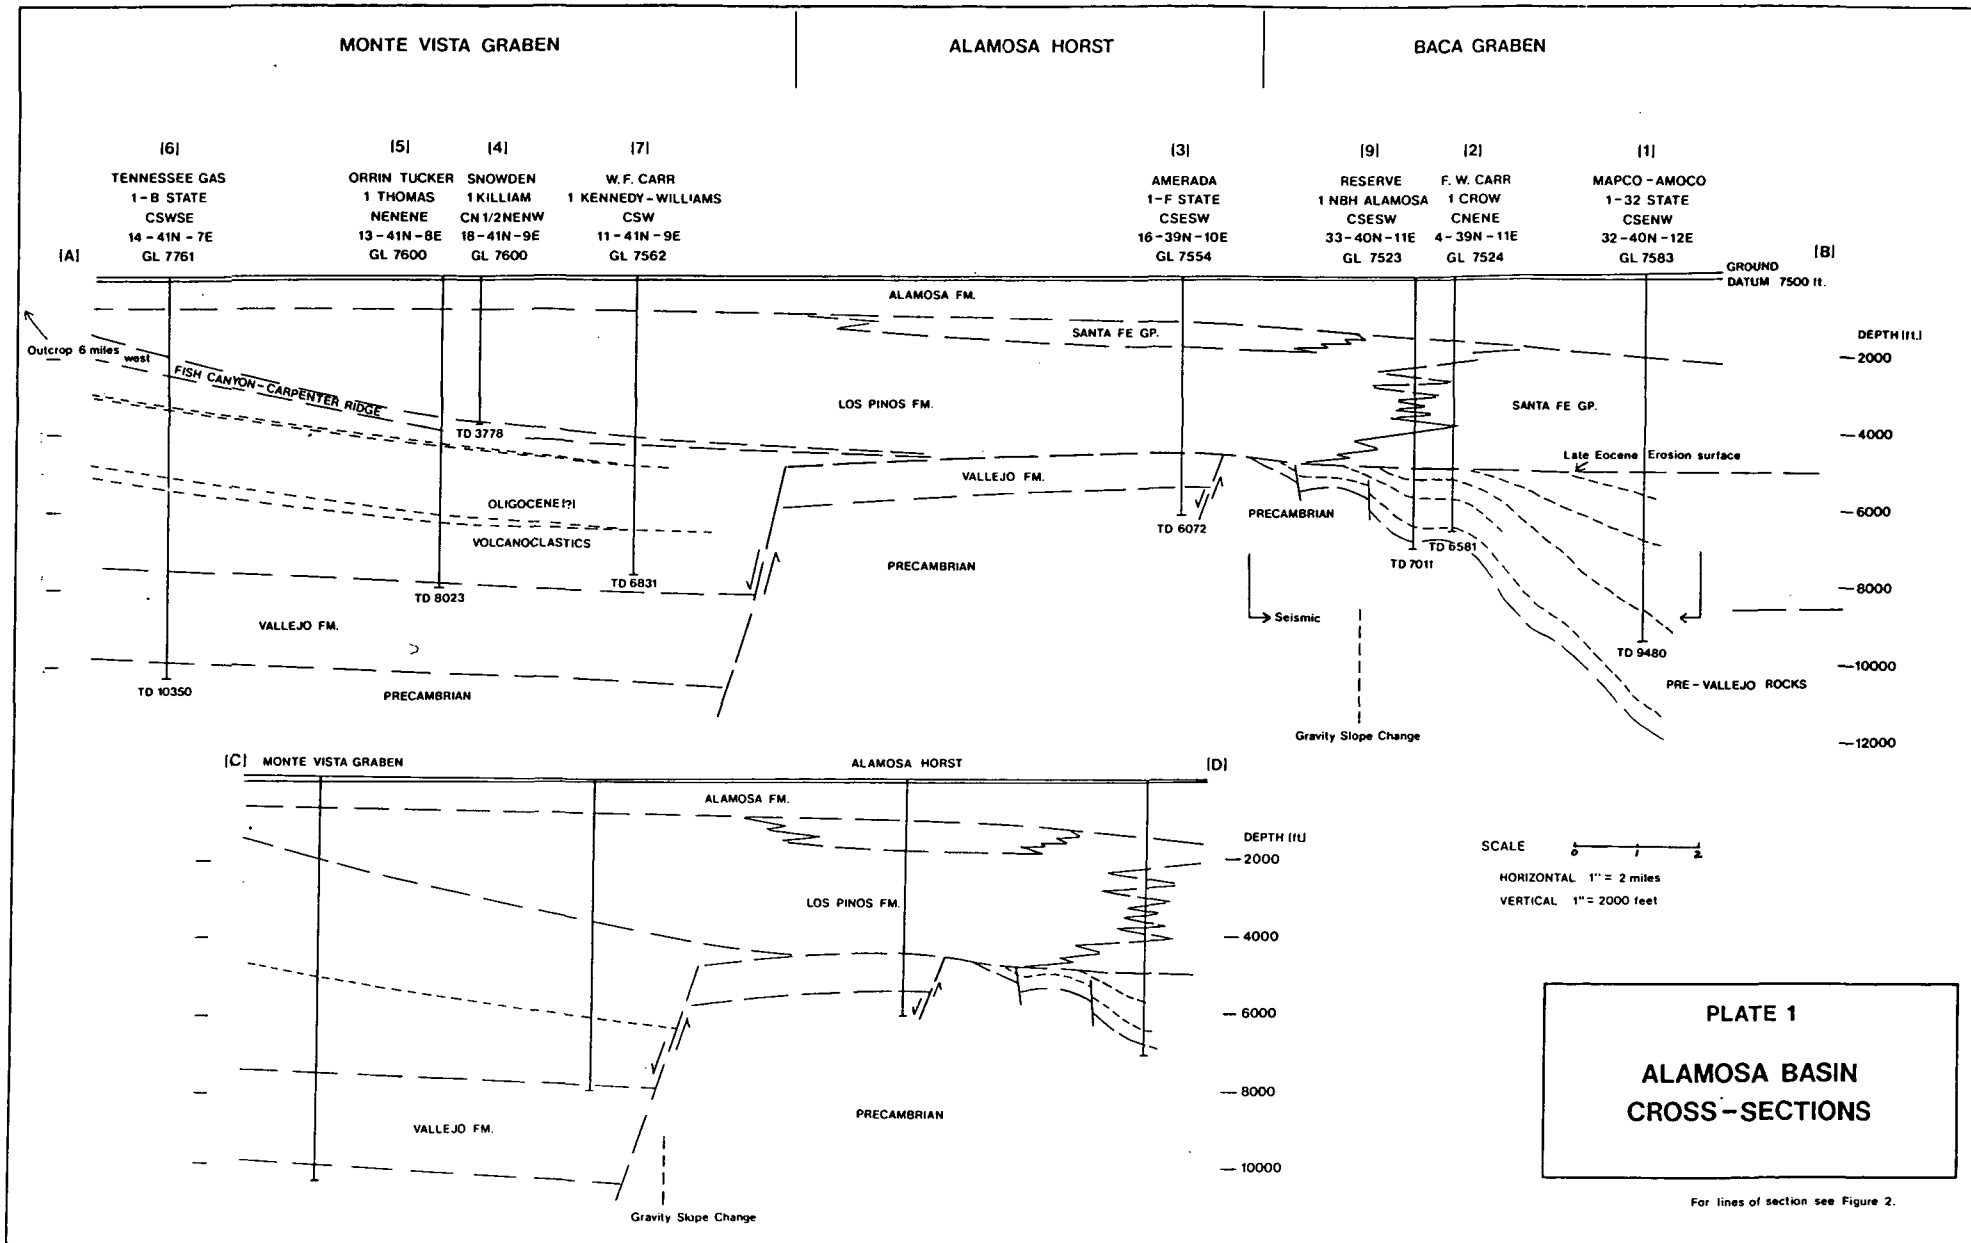 MONTE VISTA GRABEN
ALAMOSA HORST
BACA GRABEN
|6|
TENNESSEE GAS
1-B STATE
CSWSE
14-41N-7E
GL 7761
|5|
ORRIN TUCKER
1 THOMAS
NENENE
13-41N-8E
GL 7600
|4|
SNOWDEN
1 KILLIAM
CN 1/2 NENW
18-41N-9E
GL 7600
|7|
W.F. CARR
1 KENNEDY-WILLIAMS
CSW
11-41N-9E
GL 7562
|3|
AMERADA
1-F STATE
CSESW
16-39N-10E
GL 7554
|9|
RESERVE
1 NBH ALAMOSA
CSESW
33-40N-11E
GL 7523
|2|
F. W. CARR
1 CROW
CNENE
4-39N-11E
GL 7524
|1|
MAPCO-AMOCO
1-32 STATE
CSENW
32-40N-12E
GL 7583
|A|
|B|
GROUND
DATUM 7500 ft.
ALAMOSA FM.
SANTA FE GP.
Outcrop 6 miles west
DEPTH |ft.|
2000
FISH CANYON-CARPENTER RIDGE
LOS PINOS FM.
SANTA FE GP.
TD 3778
4000
Late Eocene Erosion surface
VALLEJO FM.
OLIGOCENE|?|
VOLCANOCLASTICS
TD 6072
PRECAMBRIAN
6000
TD 6581
TD 7011
PRECAMBRIAN
TD 6831
TD 8023
8000
VALLEJO FM.
Seismic
TD 9480
10000
TD 10350
PRECAMBRIAN
PRE-VALLEJO ROCKS
Gravity Slope Change
12000
|C|
MONTE VISTA GRABEN
ALAMOSA HORST
|D|
ALAMOSA FM.
DEPTH |ft|
2000
LOS PINOS FM.
4000
6000
8000
PRECAMBRIAN
VALLEJO FM.
10000
Gravity Slope Change
SCALE
0 1 2
HORIZONTAL 1" = 2 miles
VERTICAL 1" = 2000 feet
PLATE 1
ALAMOSA BASIN
CROSS-SECTIONS
For lines of section see Figure 2.